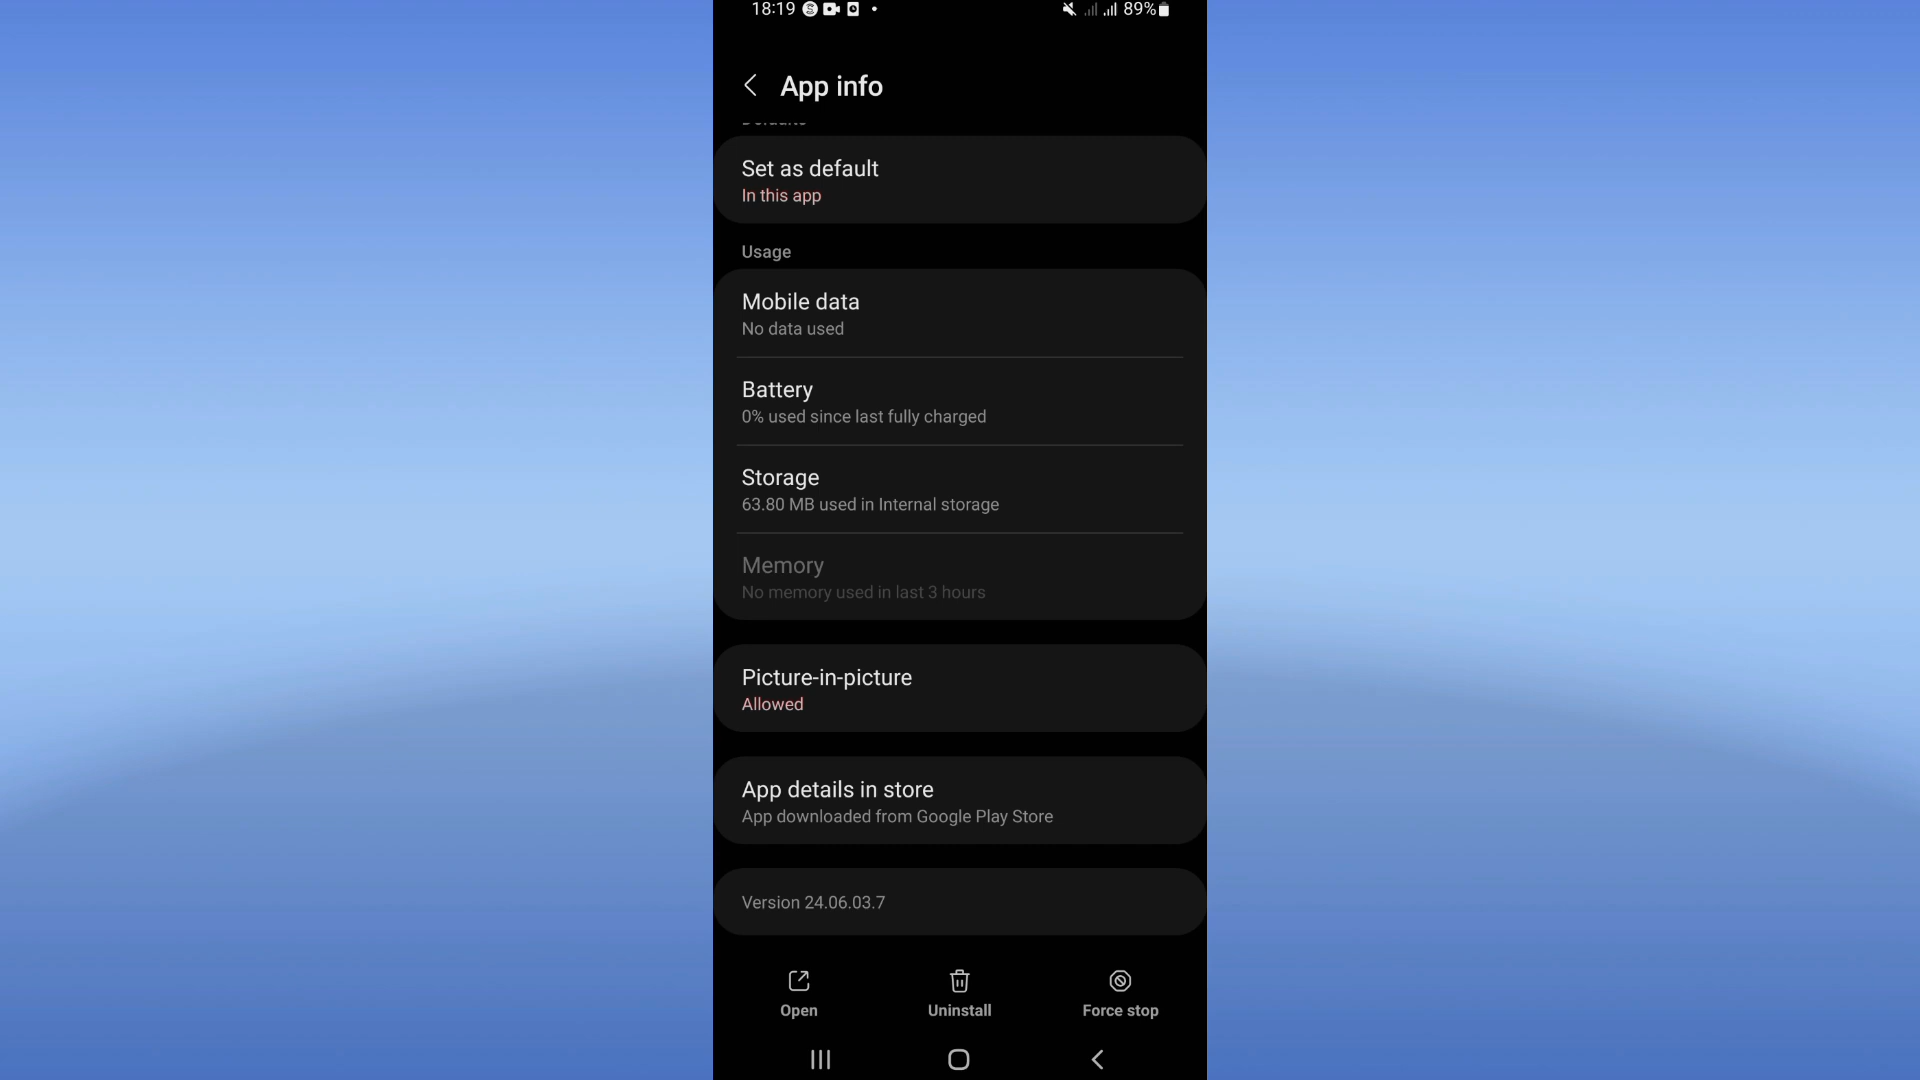 18:19 89%
App info
Defaults
Set as default
In this app
Usage
Mobile data
No data used
Battery
0% used since last fully charged
Storage
63.80 MB used in Internal storage
Memory
No memory used in last 3 hours
Picture-in-picture
Allowed
App details in store
App downloaded from Google Play Store
Version 24.06.03.7
Open Uninstall Force stop